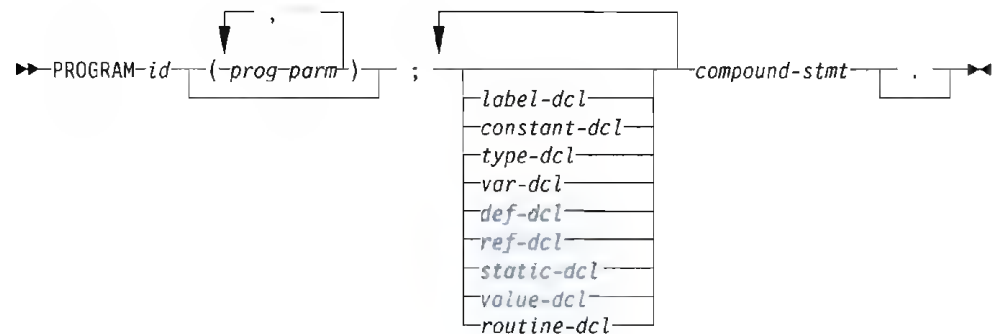 ,
PROGRAM id ( prog parm ) ; compound-stmt .
label-dcl
constant-dcl
type-dcl
var-dcl
def-dcl
ref-dcl
static-dcl
value-dcl
routine-dcl